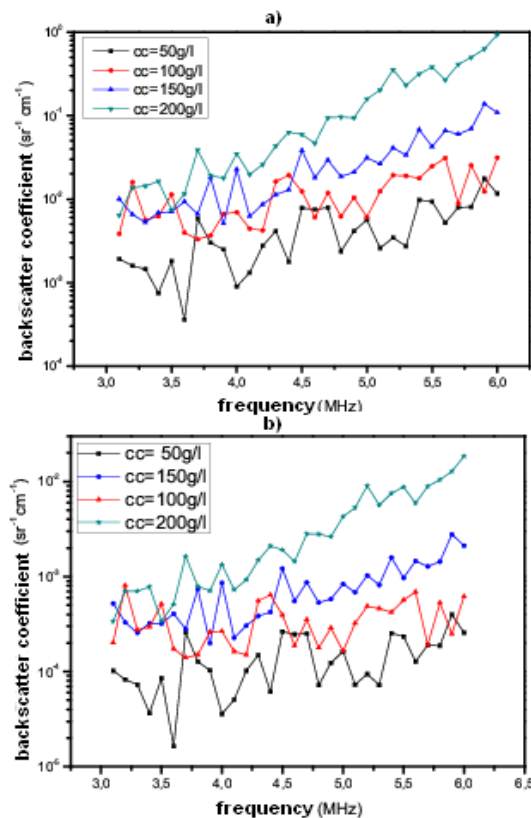 a)
10⁰
cc=50g/l
cc=100g/l
cc=150g/l
cc=200g/l
10⁻¹
10⁻³
10⁻⁴
backscatter coefficient (sr⁻¹ cm⁻¹)
3,0 3,5 4,0 4,5 5,0 5,5 6,0
frequency (MHz)
b)
cc= 50g/l
cc=150g/l
cc=100g/l
cc=200g/l
10⁻²
10⁻³
10⁻⁴
backscatter coefficient (sr⁻¹ cm⁻¹)
3,0 3,5 4,0 4,5 5,0 5,5 6,0 6,5
frequency (MHz)